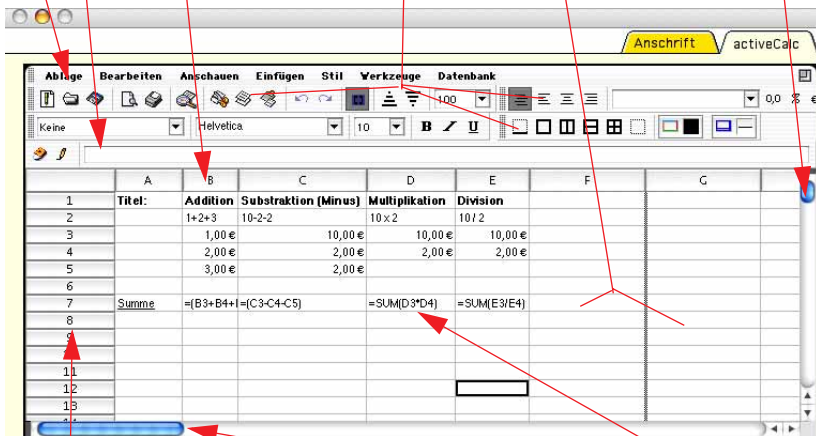 Anschrift activeCalc
Ablage Bearbeiten Anschauen Einfügen Stil Werkzeuge Datenbank
100 0,0 % €
Keine Helvetica 10 B I U
A B C D E F G
1 Titel: Addition Substraktion (Minus) Multiplikation Division
2 1+2+3 10-2-2 10 x 2 10 / 2
3 1,00 € 10,00 € 10,00 € 10,00 €
4 2,00 € 2,00 € 2,00 € 2,00 €
5 3,00 € 2,00 €
6
7 Summe =(B3+B4+ =(C3-C4-C5) =SUM(D3*D4) =SUM(E3/E4)
8
9
11
12
13